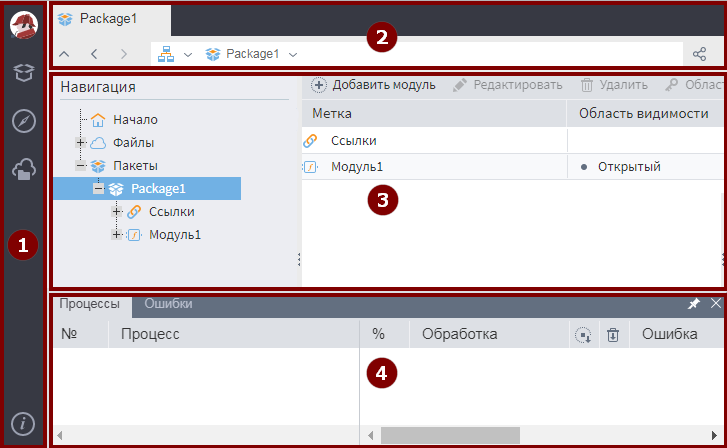 Package1
2
Package1
Навигация
Добавить модуль Редактировать Удалить Област
Метка Область видимости
Начало
Файлы
Пакеты
Package1
Ссылки
Модуль1
Ссылки
Модуль1 Открытый
3
1
Процессы Ошибки
№ Процесс % Обработка Ошибка
4